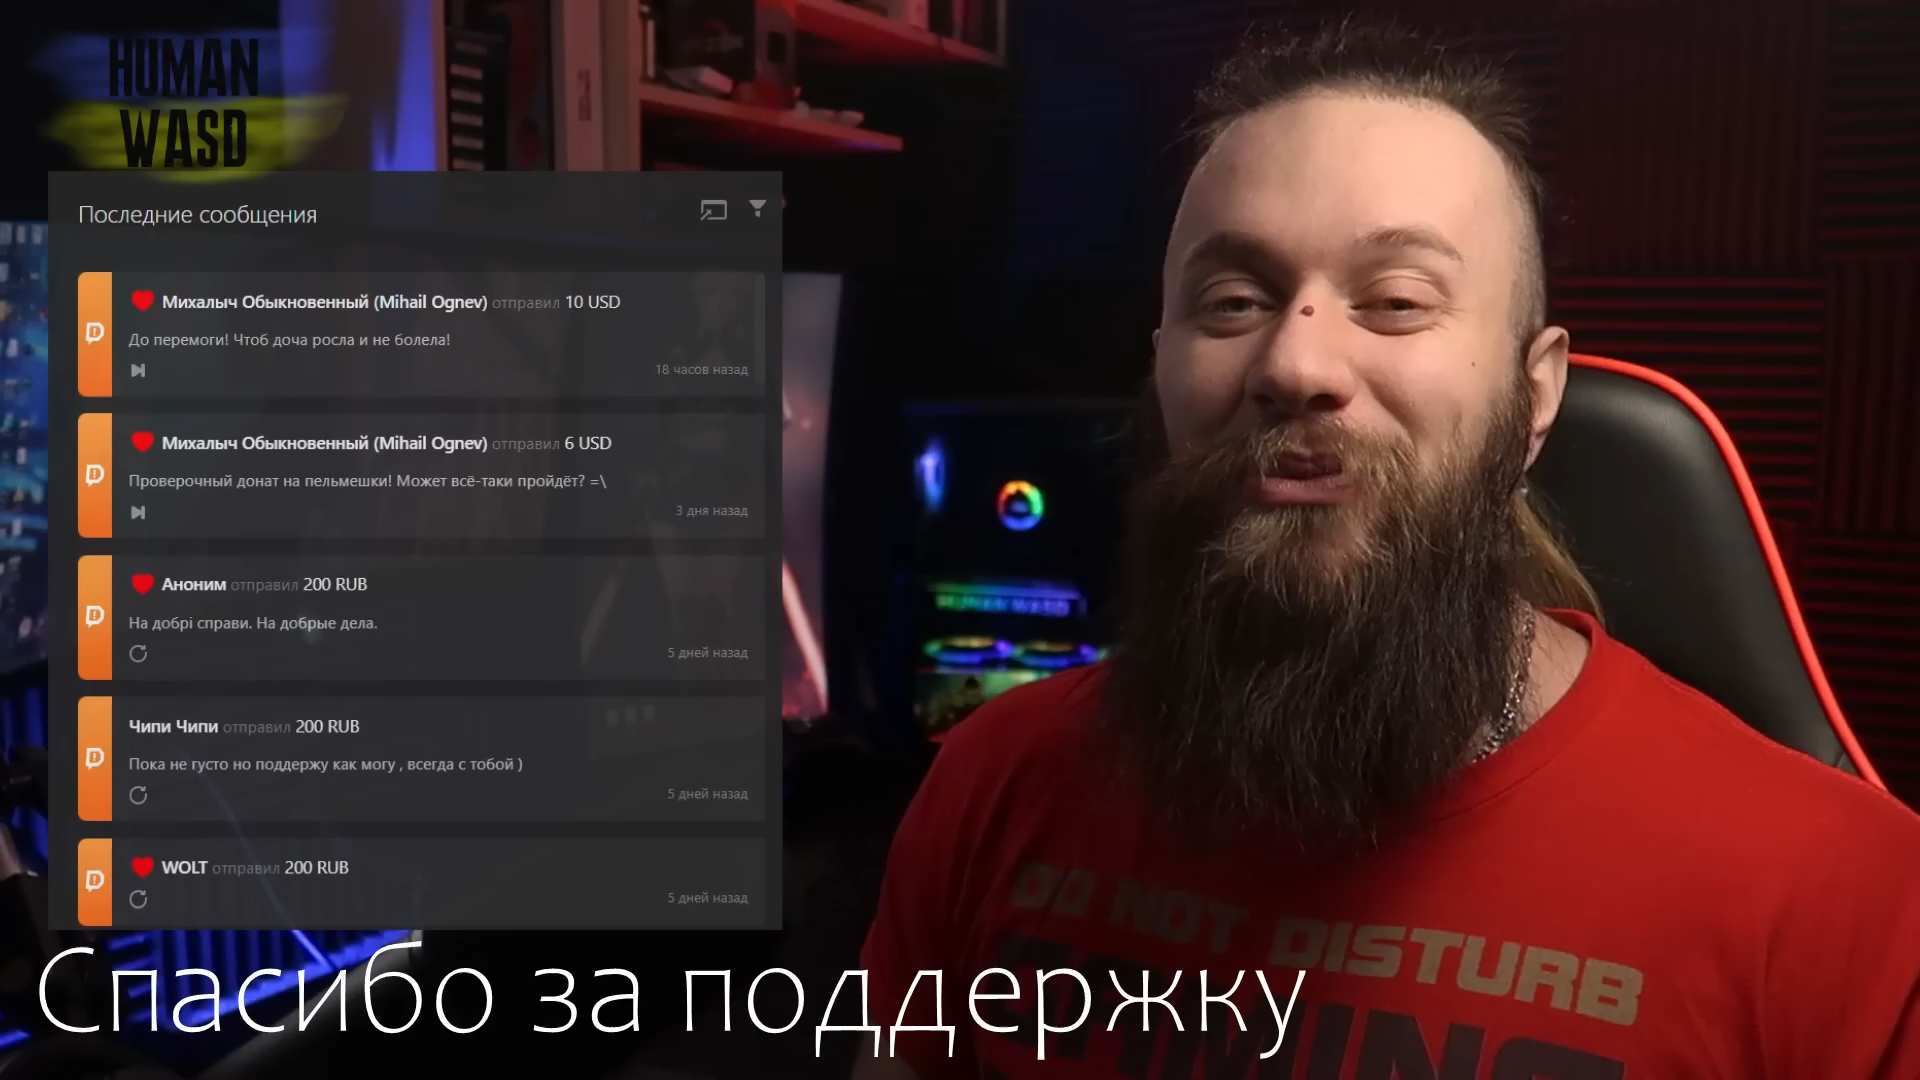 HUMAN
WASD
Последние сообщения
Михалыч Обыкновенный (Mihail Ognev) отправил 10 USD
До перемоги! Чтоб доча росла и не болела!
18 часов назад
Михалыч Обыкновенный (Mihail Ognev) отправил 6 USD
Проверочный донат на пельмешки! Может всё-таки пройдёт? =\
3 дня назад
Аноним отправил 200 RUB
На добрі справи. На добрые дела.
5 дней назад
Чипи Чипи отправил 200 RUB
Пока не густо но поддержу как могу , всегда с тобой )
5 дней назад
WOLT отправил 200 RUB
5 дней назад
Спасибо за поддержку
HUMAN WASD
DO NOT DISTURB
GAMING